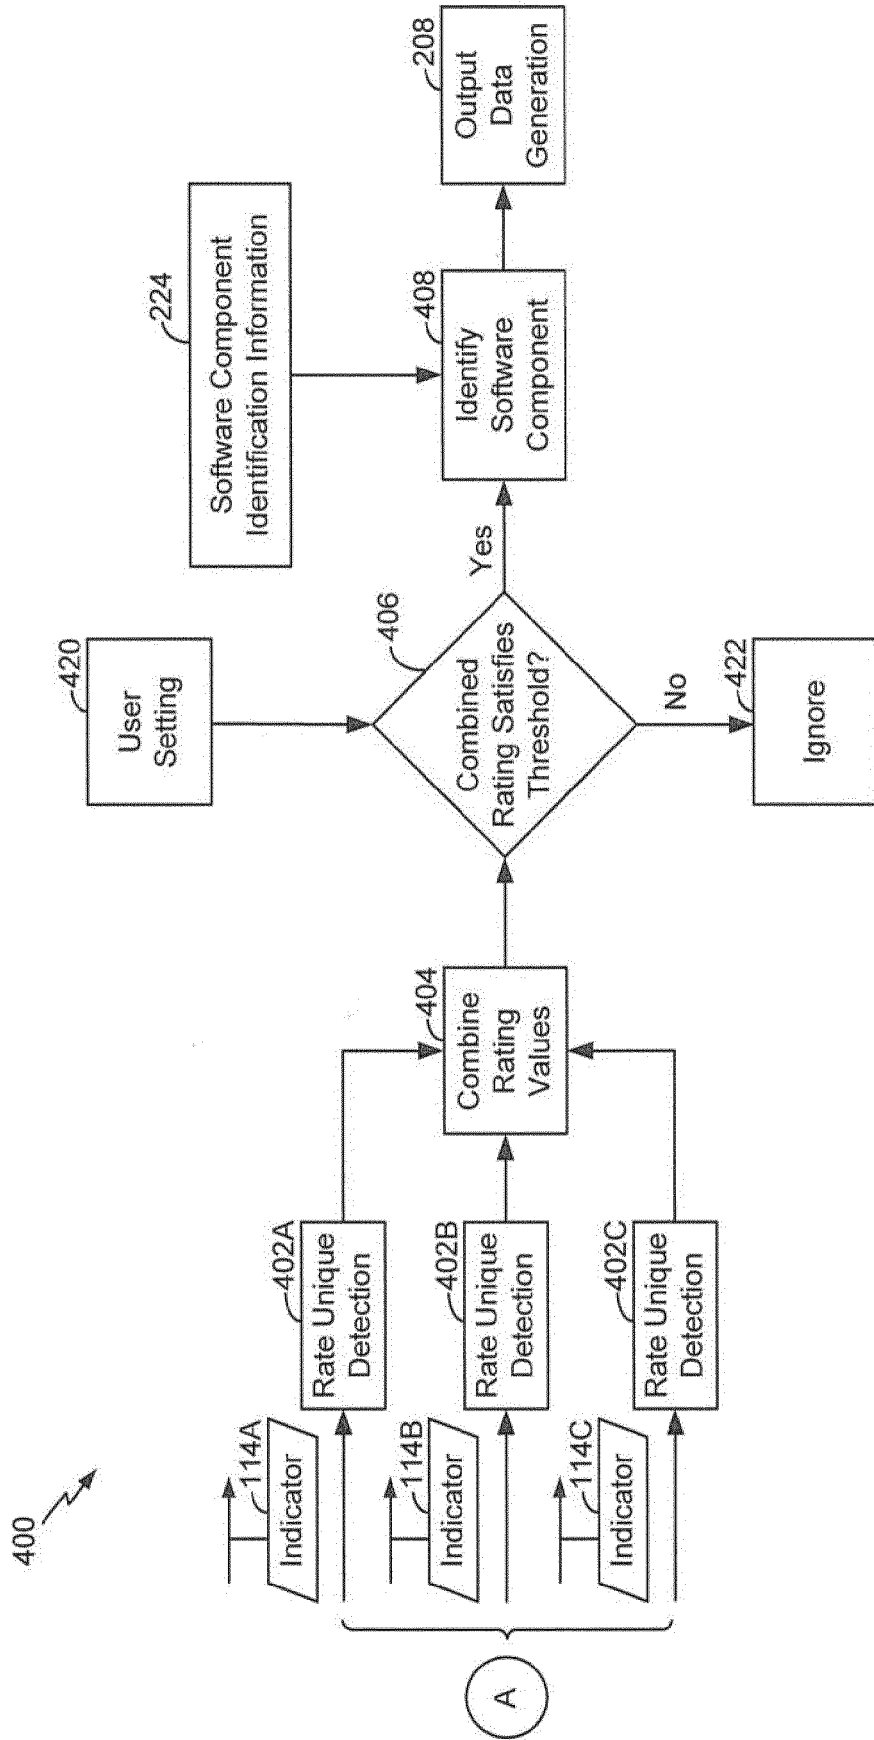 400
A
Indicator
114A
Indicator
114B
Indicator
114C
Rate Unique
Detection
402A
Rate Unique
Detection
402B
Rate Unique
Detection
402C
Combine
Rating
Values
404
User
Setting
420
Combined
Rating Satisfies
Threshold?
406
Yes
No
Ignore
422
Software Component
Identification Information
224
Identify
Software
Component
408
Output
Data
Generation
208